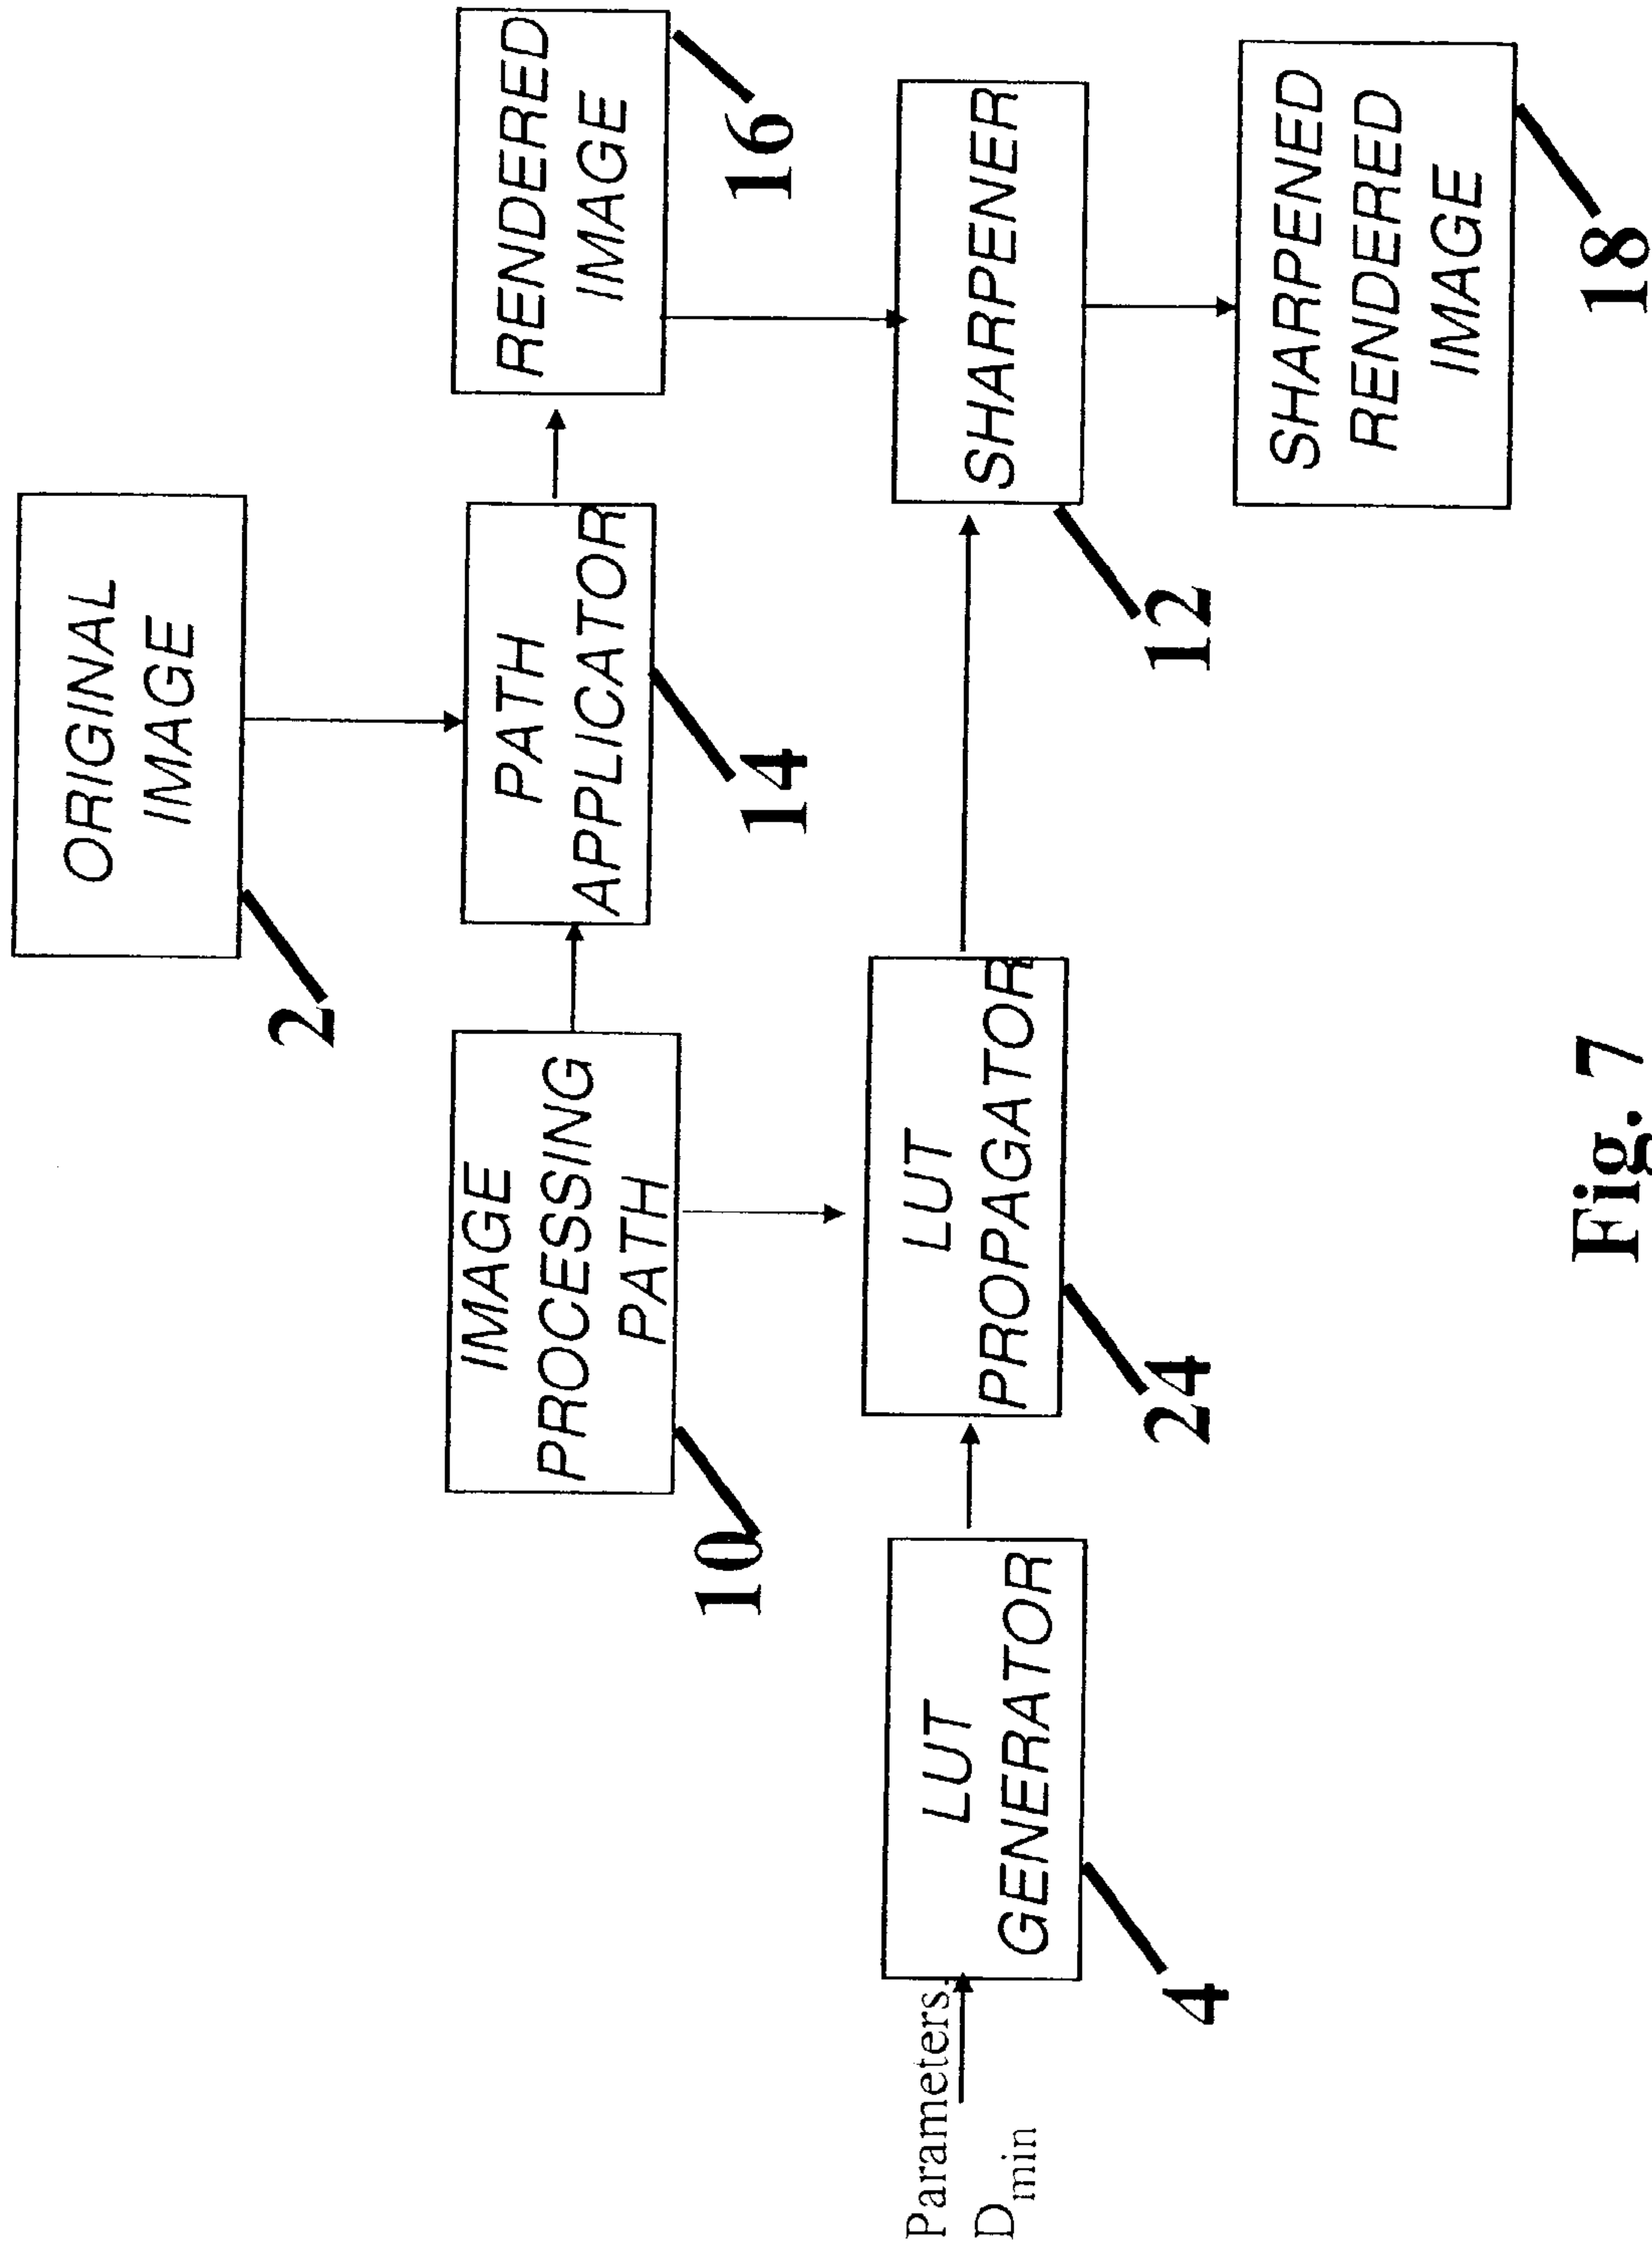 ORIGINAL
IMAGE
2
IMAGE
PROCESSING
PATH
10
PATH
APPLICATOR
14
RENDERED
IMAGE
16
Parameters,
D min
LUT
GENERATOR
4
LUT
PROPAGATOR
24
SHARPENER
12
SHARPENED
RENDERED
IMAGE
18
Fig. 7